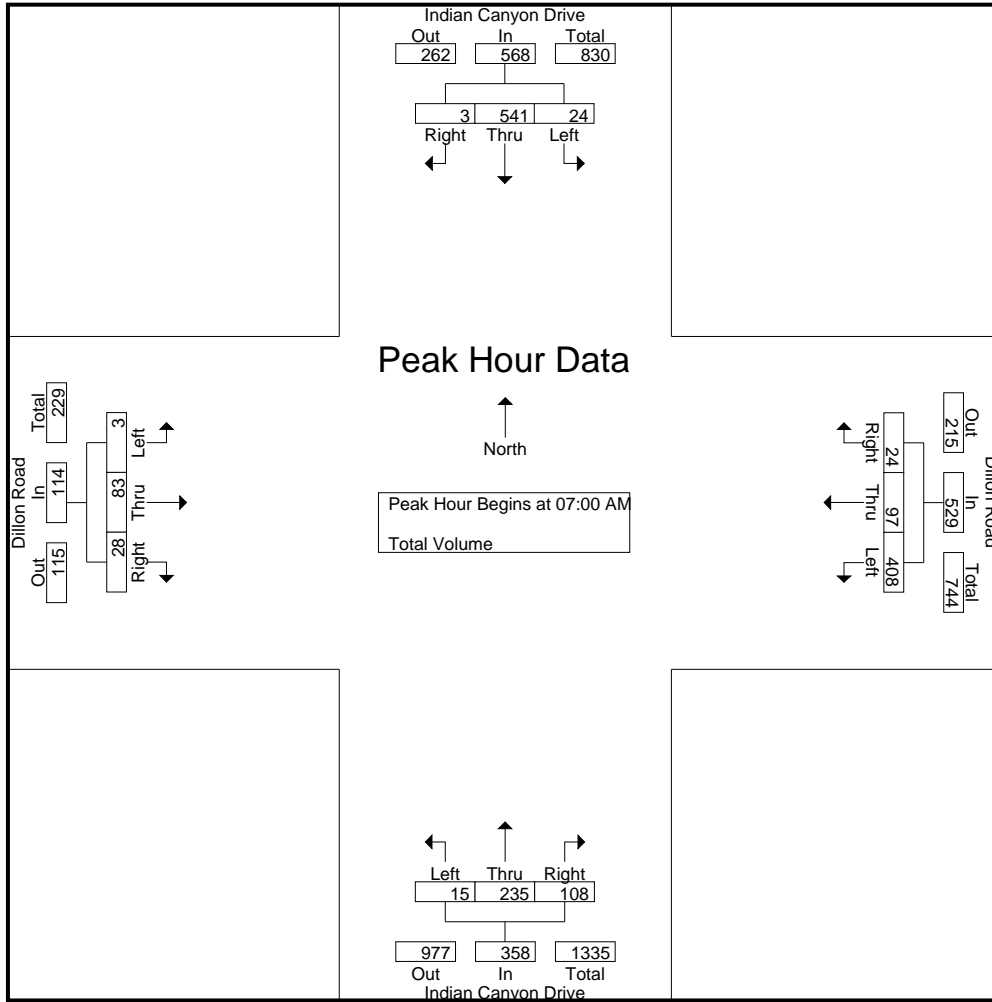 Indian Canyon Drive
Out In Total
262 568 830
3 541 24
Right Thru Left
Peak Hour Data
North
Peak Hour Begins at 07:00 AM
Total Volume
Dillon Road
Total In Out
229 114 115
3 83 28
Left Thru Right
Right Thru Left
24 97 408
Out In Total
215 529 744
Dillon Road
Left Thru Right
15 235 108
977 358 1335
Out In Total
Indian Canyon Drive